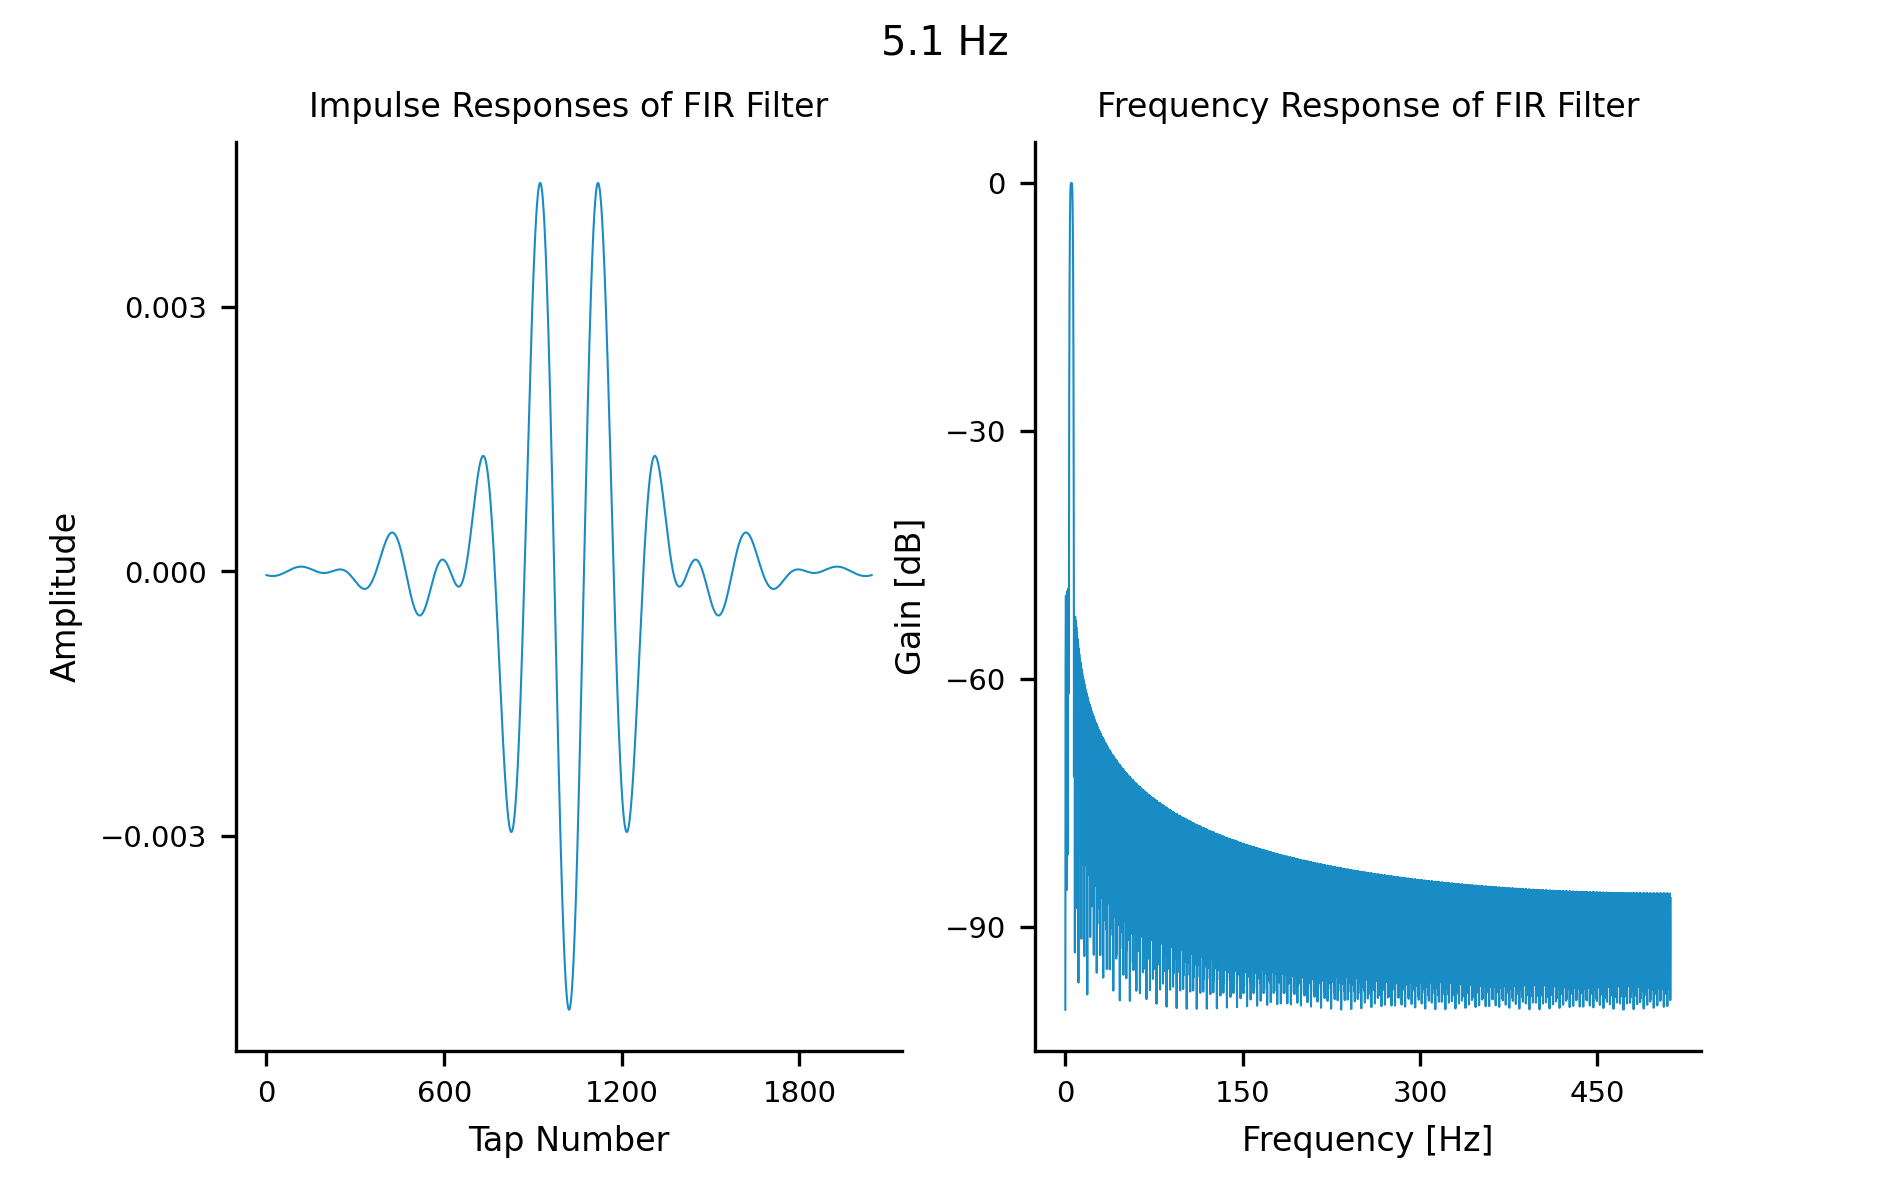 5.1 Hz
Impulse Responses of FIR Filter
Amplitude
0.003
0.000
−0.003
0
600
1200
1800
Tap Number
Frequency Response of FIR Filter
Gain [dB]
0
−30
−60
−90
0
150
300
450
Frequency [Hz]